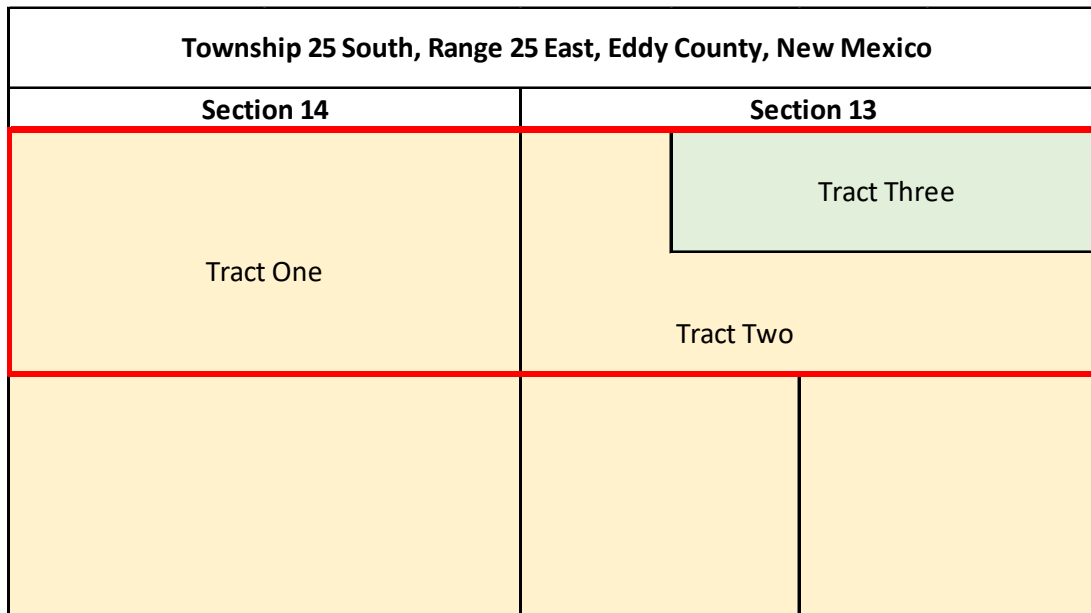 Township 25 South, Range 25 East, Eddy County, New Mexico
Section 14
Section 13
Tract Three
Tract One
Tract Two